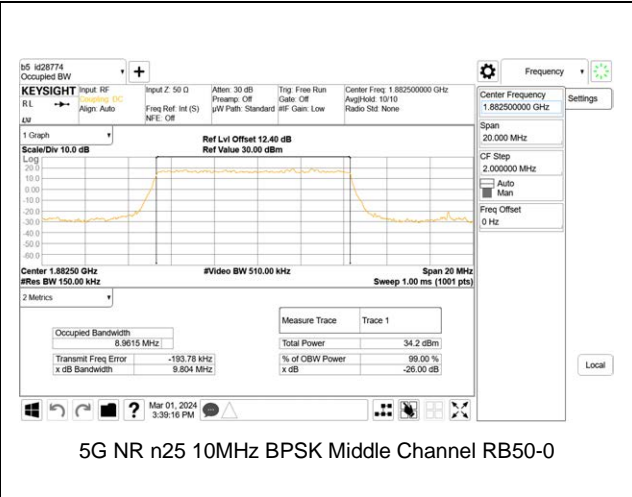 b5 id28774
Occupied BW
Frequency
KEYSIGHT
RL
LXI
Input: RF
Coupling: DC
Align: Auto
Input Z: 50 Ω
Freq Ref: Int (S)
NFE: Off
Atten: 30 dB
Preamp: Off
µW Path: Standard
Trig: Free Run
Gate: Off
#IF Gain: Low
Center Freq: 1.882500000 GHz
Avg|Hold: 10/10
Radio Std: None
Center Frequency
1.882500000 GHz
Settings
Span
20.000 MHz
CF Step
2.000000 MHz
Auto
Man
Freq Offset
0 Hz
Local
1 Graph
Scale/Div 10.0 dB
Ref Lvl Offset 12.40 dB
Ref Value 30.00 dBm
Log
20.0
10.0
0.00
-10.0
-20.0
-30.0
-40.0
-50.0
-60.0
Center 1.88250 GHz
#Video BW 510.00 kHz
Span 20 MHz
#Res BW 150.00 kHz
Sweep 1.00 ms (1001 pts)
2 Metrics
Measure Trace Trace 1
Occupied Bandwidth
8.9615 MHz
Total Power 34.2 dBm
Transmit Freq Error -193.78 kHz
% of OBW Power 99.00 %
x dB Bandwidth 9.804 MHz
x dB -26.00 dB
Mar 01, 2024
3:39:16 PM
5G NR n25 10MHz BPSK Middle Channel RB50-0